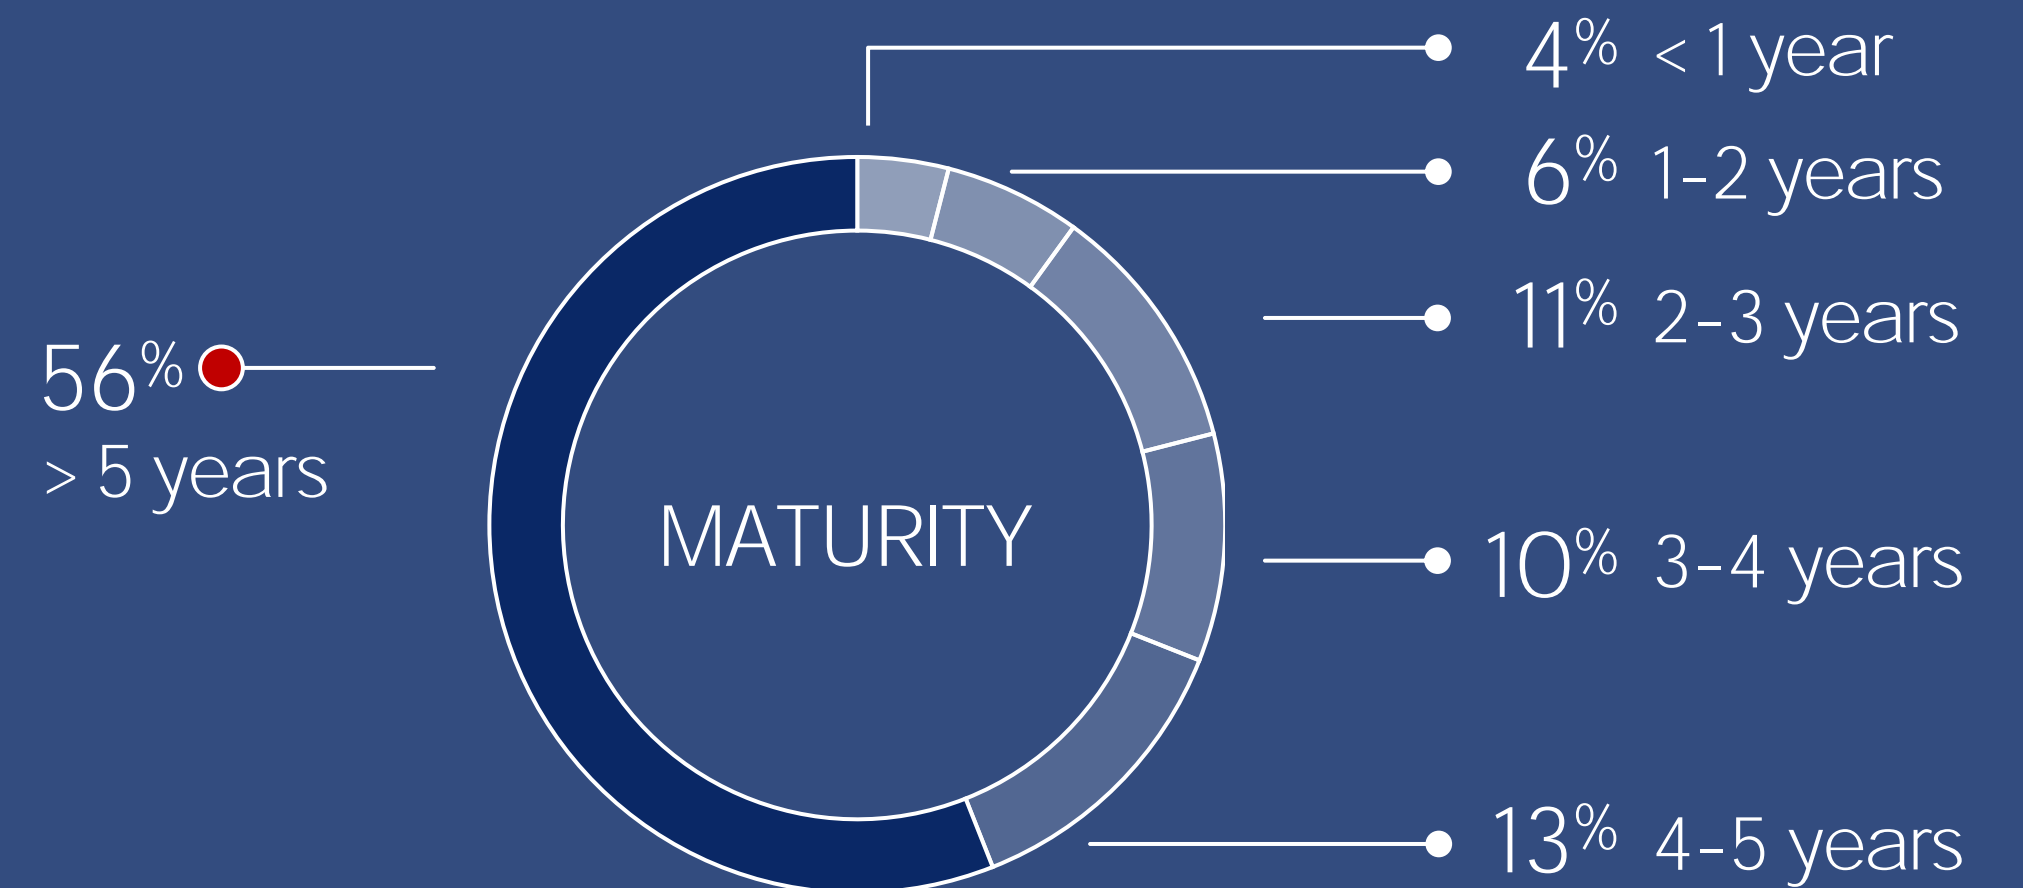 4% < 1 year
6% 1-2 years
11% 2-3 years
56%
> 5 years
MATURITY
10% 3-4 years
13% 4-5 years